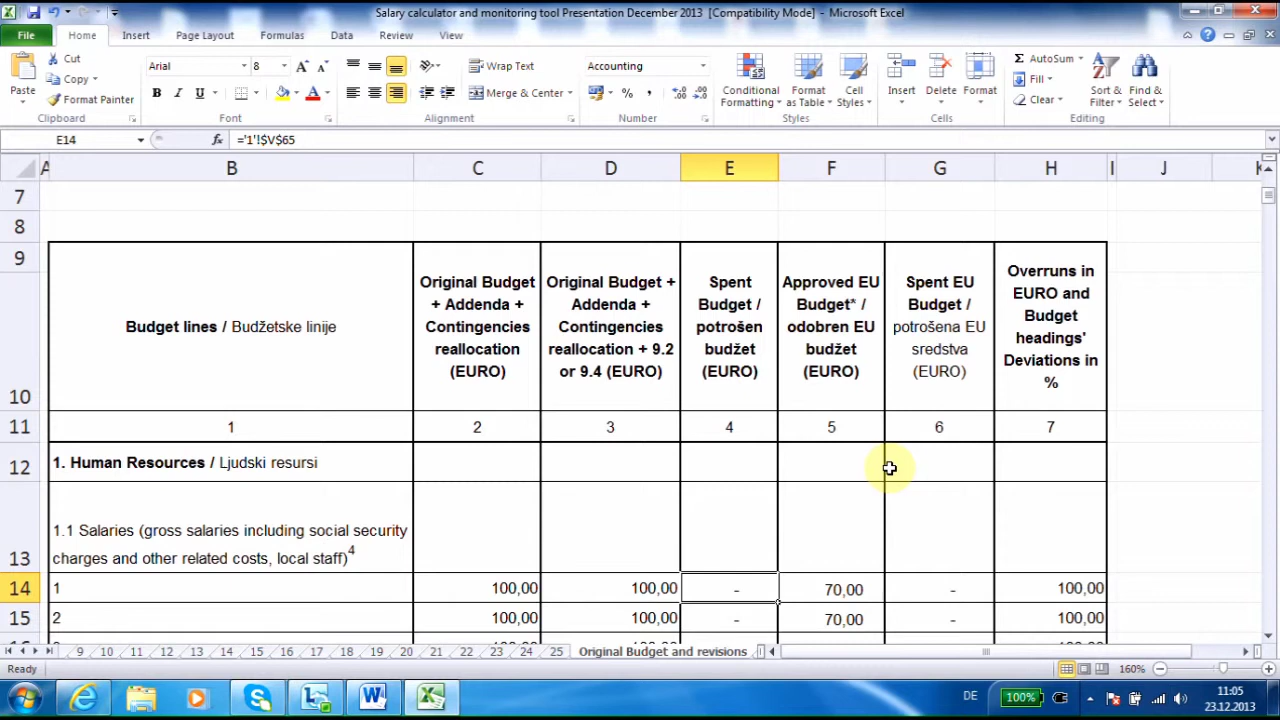 Salary calculator and monitoring tool Presentation December 2013 [Compatibility Mode] - Microsoft Excel
File Home Insert Page Layout Formulas Data Review View
Paste
Cut
Copy
Format Painter
Clipboard
Arial 8
B I U
Font
Wrap Text
Merge & Center
Alignment
Accounting
% ,
Number
Conditional Formatting
Format as Table
Cell Styles
Styles
Insert Delete Format
Cells
Σ AutoSum
Fill
Clear
Sort & Filter
Find & Select
Editing
E14 fx ='1'!$V$65
A B C D E F G H I J K
7
8
9
10
Budget lines / Budžetske linije
Original Budget
+ Addenda +
Contingencies
reallocation
(EURO)
Original Budget +
Addenda +
Contingencies
reallocation + 9.2
or 9.4 (EURO)
Spent
Budget /
potrošen
budžet
(EURO)
Approved EU
Budget* /
odobren EU
budžet
(EURO)
Spent EU
Budget /
potrošena EU
sredstva
(EURO)
Overruns in
EURO and
Budget
headings'
Deviations in
%
11 1 2 3 4 5 6 7
12 1. Human Resources / Ljudski resursi
1.1 Salaries (gross salaries including social security
13 charges and other related costs, local staff)4
14 1 100,00 100,00 - 70,00 - 100,00
15 2 100,00 100,00 - 70,00 - 100,00
9 10 11 12 13 14 15 16 17 18 19 20 21 22 23 24 25 Original Budget and revisions
Ready 160%
DE 100% 11:05
23.12.2013